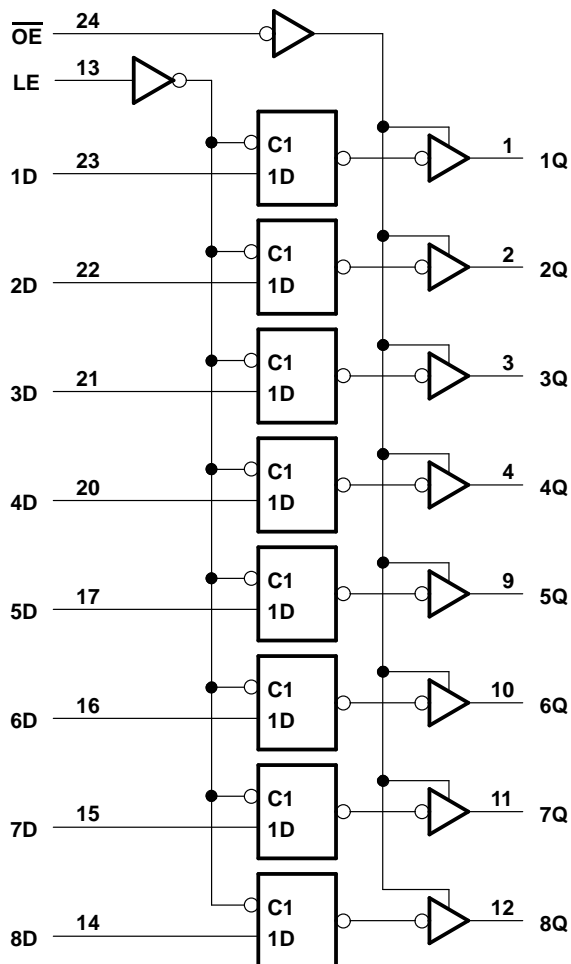 OE 24
LE 13
C1
1D 23 1D 1 1Q
C1
2D 22 1D 2 2Q
C1
3D 21 1D 3 3Q
C1
4D 20 1D 4 4Q
C1
5D 17 1D 9 5Q
C1
6D 16 1D 10 6Q
C1
7D 15 1D 11 7Q
C1
8D 14 1D 12 8Q